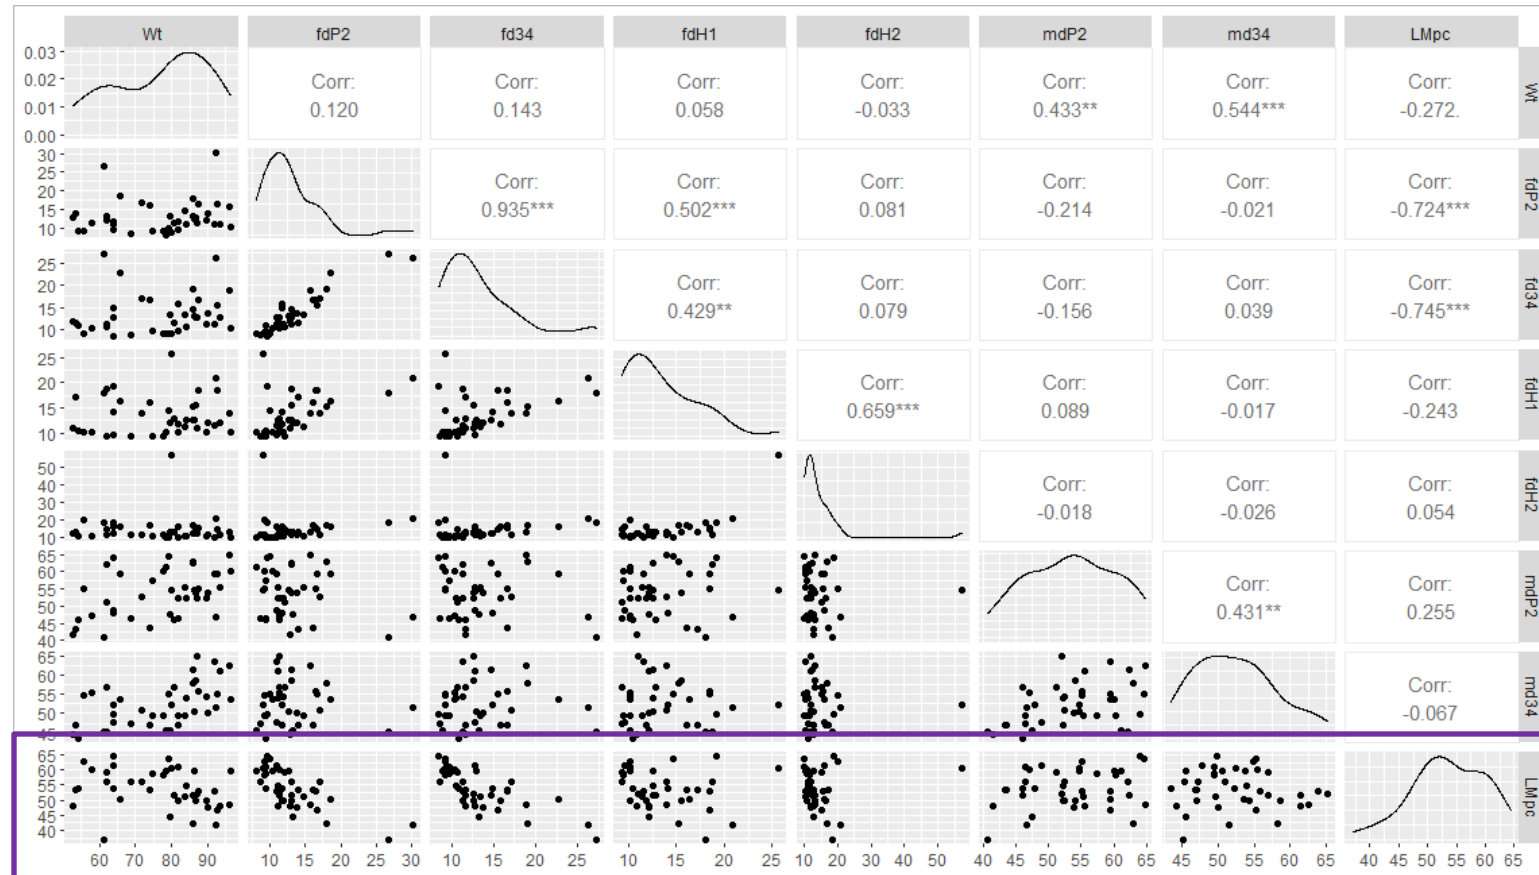 Wt fdP2 fd34 fdH1 fdH2 mdP2 md34 LMpc
0.03
0.02
0.01
0.00
Corr: Corr: Corr: Corr: Corr: Corr: Corr:
0.120 0.143 0.058 -0.033 0.433** 0.544*** -0.272.
Wt
30
25
20
15
10
Corr: Corr: Corr: Corr: Corr: Corr:
0.935*** 0.502*** 0.081 -0.214 -0.021 -0.724***
fdP2
25
20
15
10
Corr: Corr: Corr: Corr: Corr:
0.429** 0.079 -0.156 0.039 -0.745***
fd34
25
20
15
10
Corr: Corr: Corr: Corr:
0.659*** 0.089 -0.017 -0.243
fdH1
50
40
30
20
10
Corr: Corr: Corr:
-0.018 -0.026 0.054
fdH2
65
60
55
50
45
40
Corr: Corr:
0.431** 0.255
mdP2
65
60
55
50
45
Corr:
-0.067
md34
65
60
55
50
45
40
LMpc
60 70 80 90 10 15 20 25 30 10 15 20 25 10 15 20 25 10 20 30 40 50 40 45 50 55 60 65 45 50 55 60 65 40 45 50 55 60 65